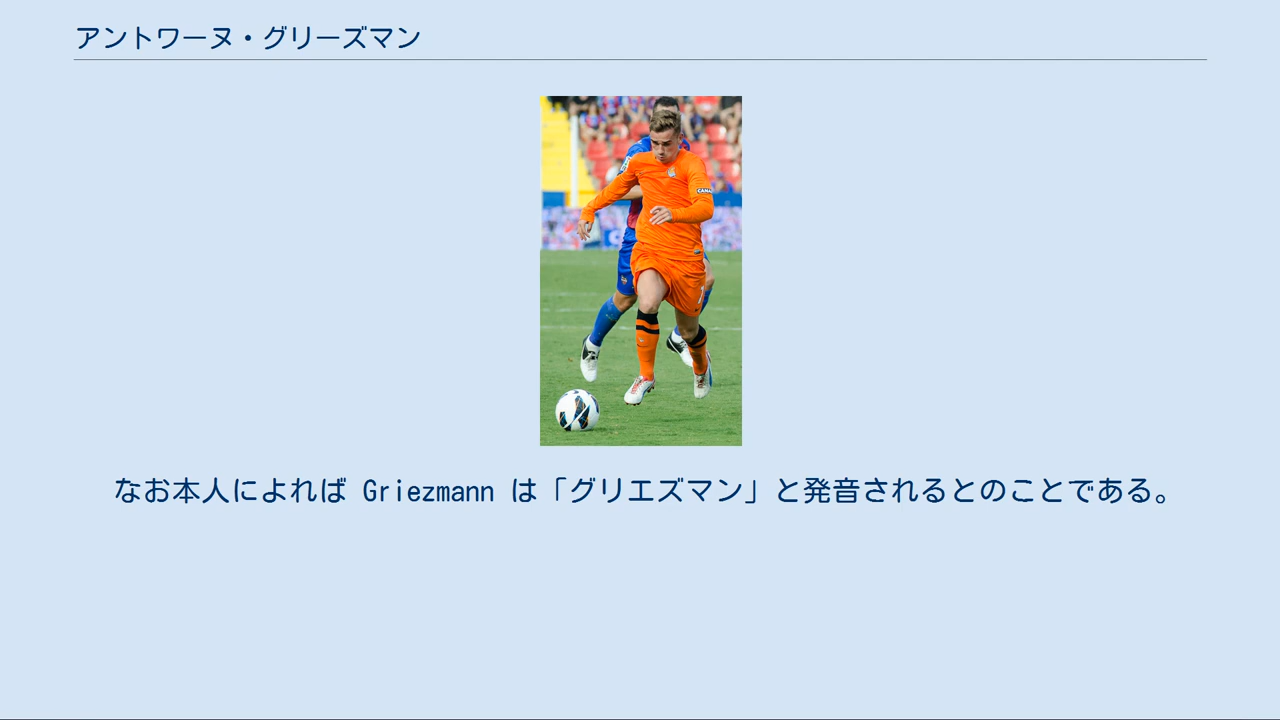 アントワーヌ・グリーズマン
なお本人によれば Griezmann は「グリエズマン」と発音されるとのことである。